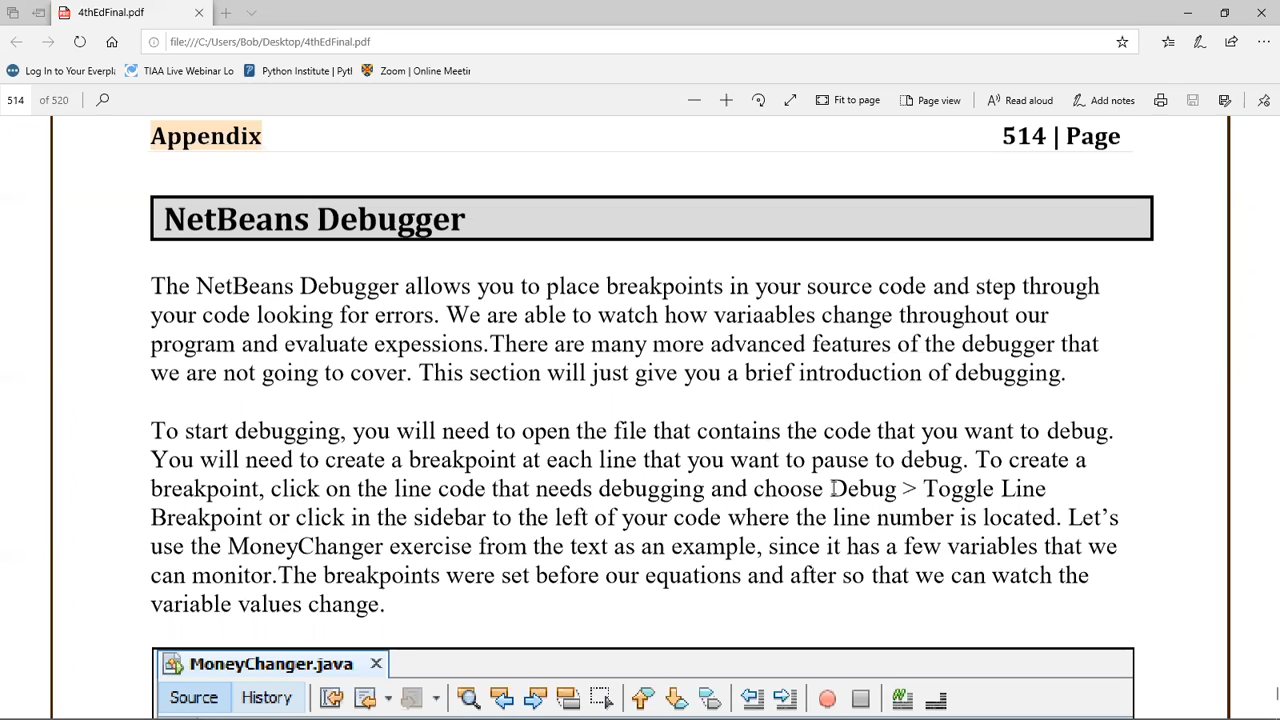 4thEdFinal.pdf
file:///C:/Users/Bob/Desktop/4thEdFinal.pdf
Log In to Your Everpla TIAA Live Webinar Lo Python Institute | Pytl Zoom | Online Meetin
514 of 520 Fit to page Page view Read aloud Add notes
Appendix 514 | Page
NetBeans Debugger
The NetBeans Debugger allows you to place breakpoints in your source code and step through
your code looking for errors. We are able to watch how variaables change throughout our
program and evaluate expessions.There are many more advanced features of the debugger that
we are not going to cover. This section will just give you a brief introduction of debugging.
To start debugging, you will need to open the file that contains the code that you want to debug.
You will need to create a breakpoint at each line that you want to pause to debug. To create a
breakpoint, click on the line code that needs debugging and choose Debug > Toggle Line
Breakpoint or click in the sidebar to the left of your code where the line number is located. Let’s
use the MoneyChanger exercise from the text as an example, since it has a few variables that we
can monitor.The breakpoints were set before our equations and after so that we can watch the
variable values change.
MoneyChanger.java
Source History